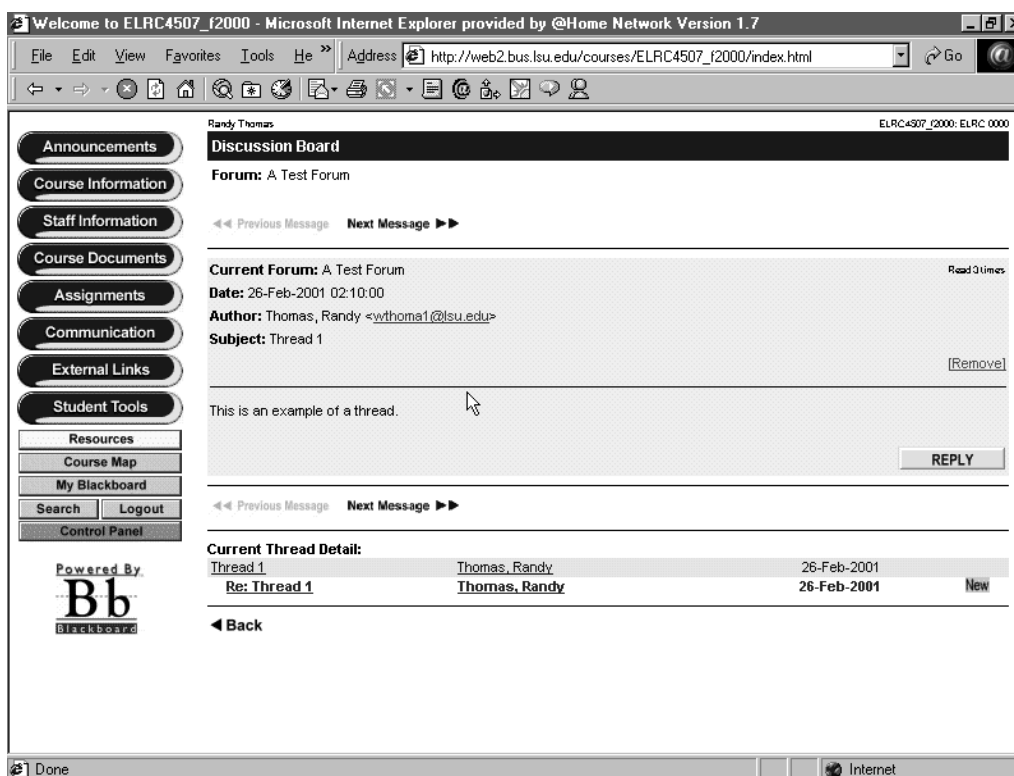 Welcome to ELRC4507_f2000 - Microsoft Internet Explorer provided by @Home Network Version 1.7
File Edit View Favorites Tools He » Address http://web2.bus.lsu.edu/courses/ELRC4507_f2000/index.html Go
Randy Thomas ELRC4507_f2000: ELRC 0000
Discussion Board
Forum: A Test Forum
Previous Message Next Message
Current Forum: A Test Forum Read 3 times
Date: 26-Feb-2001 02:10:00
Author: Thomas, Randy <wthoma1@lsu.edu>
Subject: Thread 1
[Remove]
This is an example of a thread.
REPLY
Previous Message Next Message
Current Thread Detail:
Thread 1 Thomas, Randy 26-Feb-2001
Re: Thread 1 Thomas, Randy 26-Feb-2001 New
Back
Announcements
Course Information
Staff Information
Course Documents
Assignments
Communication
External Links
Student Tools
Resources
Course Map
My Blackboard
Search Logout
Control Panel
Powered By
Bb
Blackboard
Done Internet